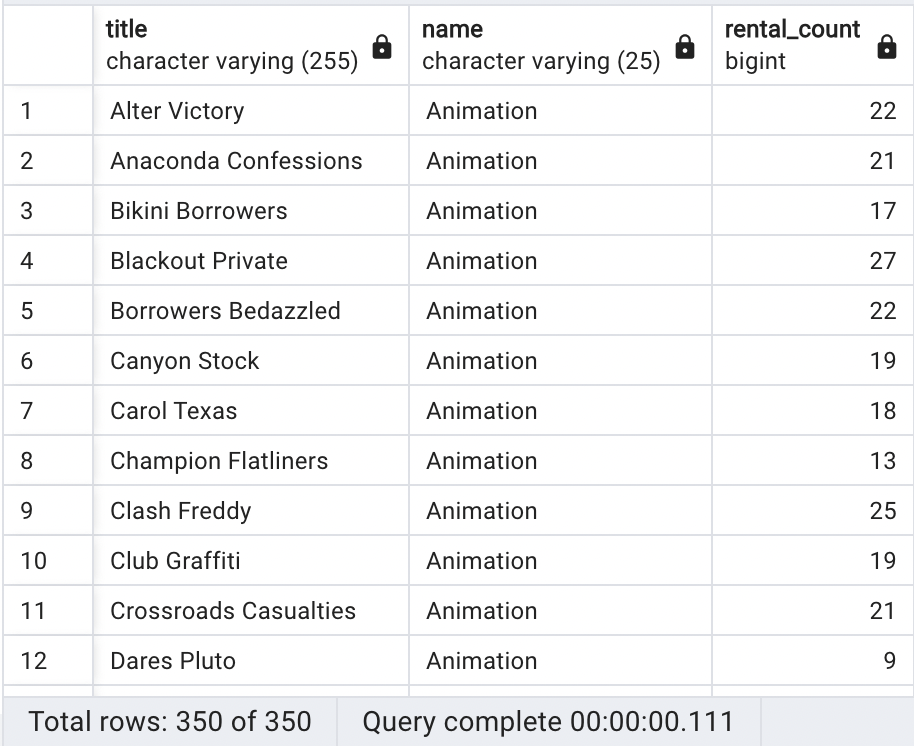 title name rental_count
character varying (255) character varying (25) bigint
1 Alter Victory Animation 22
2 Anaconda Confessions Animation 21
3 Bikini Borrowers Animation 17
4 Blackout Private Animation 27
5 Borrowers Bedazzled Animation 22
6 Canyon Stock Animation 19
7 Carol Texas Animation 18
8 Champion Flatliners Animation 13
9 Clash Freddy Animation 25
10 Club Graffiti Animation 19
11 Crossroads Casualties Animation 21
12 Dares Pluto Animation 9
Total rows: 350 of 350 Query complete 00:00:00.111